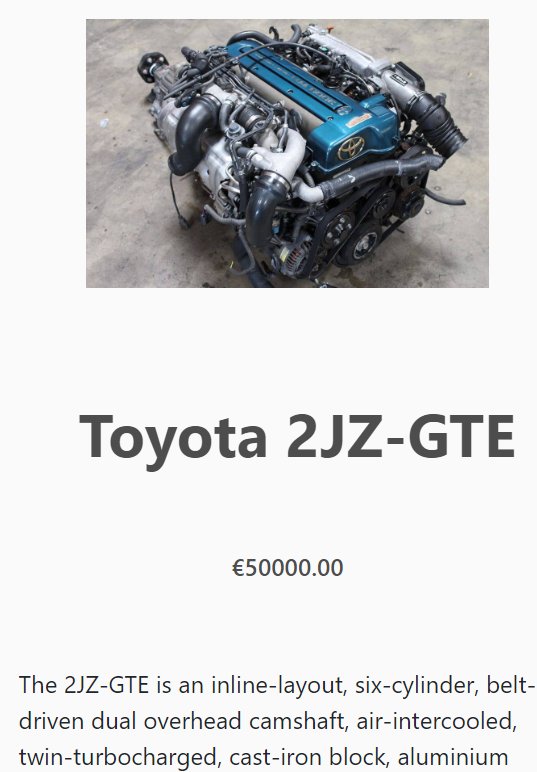 Toyota 2JZ-GTE
€50000.00
The 2JZ-GTE is an inline-layout, six-cylinder, belt-
driven dual overhead camshaft, air-intercooled,
twin-turbocharged, cast-iron block, aluminium